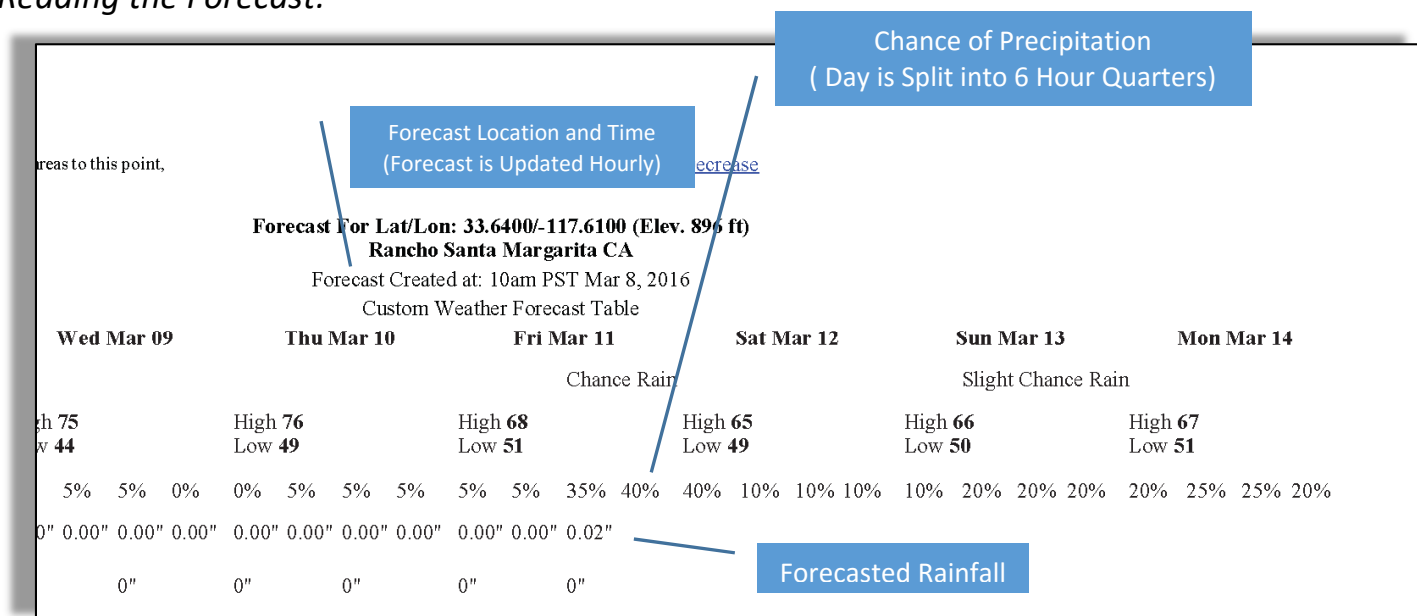 Reading the Forecast:
Chance of Precipitation
( Day is Split into 6 Hour Quarters)
Forecast Location and Time
(Forecast is Updated Hourly)
areas to this point,
ecrease
Forecast For Lat/Lon: 33.6400/-117.6100 (Elev. 896 ft)
Rancho Santa Margarita CA
Forecast Created at: 10am PST Mar 8, 2016
Custom Weather Forecast Table
Wed Mar 09 Thu Mar 10 Fri Mar 11 Sat Mar 12 Sun Mar 13 Mon Mar 14
Chance Rain Slight Chance Rain
gh 75 High 76 High 68 High 65 High 66 High 67
w 44 Low 49 Low 51 Low 49 Low 50 Low 51
5% 5% 0% 0% 5% 5% 5% 5% 5% 35% 40% 40% 10% 10% 10% 10% 20% 20% 20% 20% 25% 25% 20%
0" 0.00" 0.00" 0.00" 0.00" 0.00" 0.00" 0.00" 0.00" 0.00" 0.02"
Forecasted Rainfall
0" 0" 0" 0" 0"